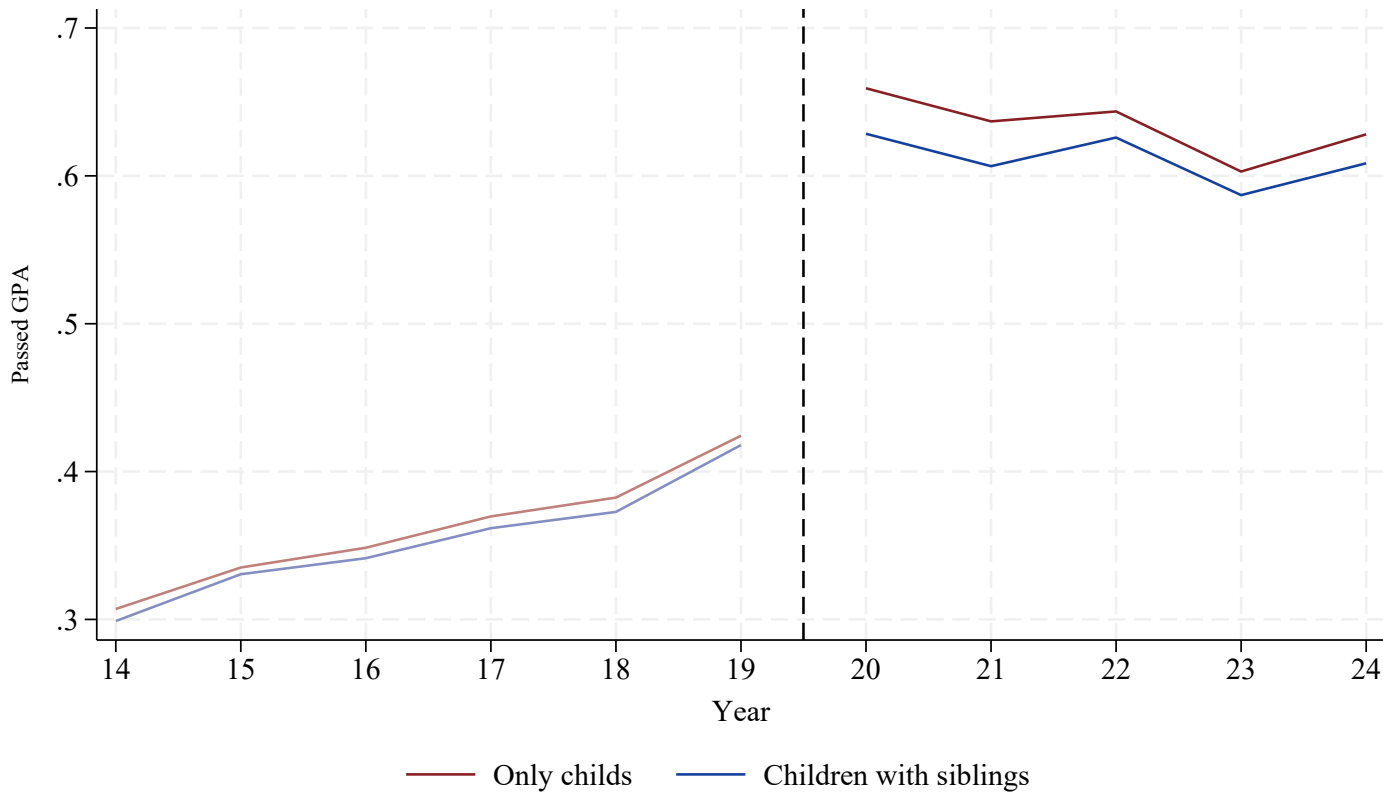 .7
.6
.5
.4
.3
Passed GPA
14 15 16 17 18 19 20 21 22 23 24
Year
Only childs Children with siblings